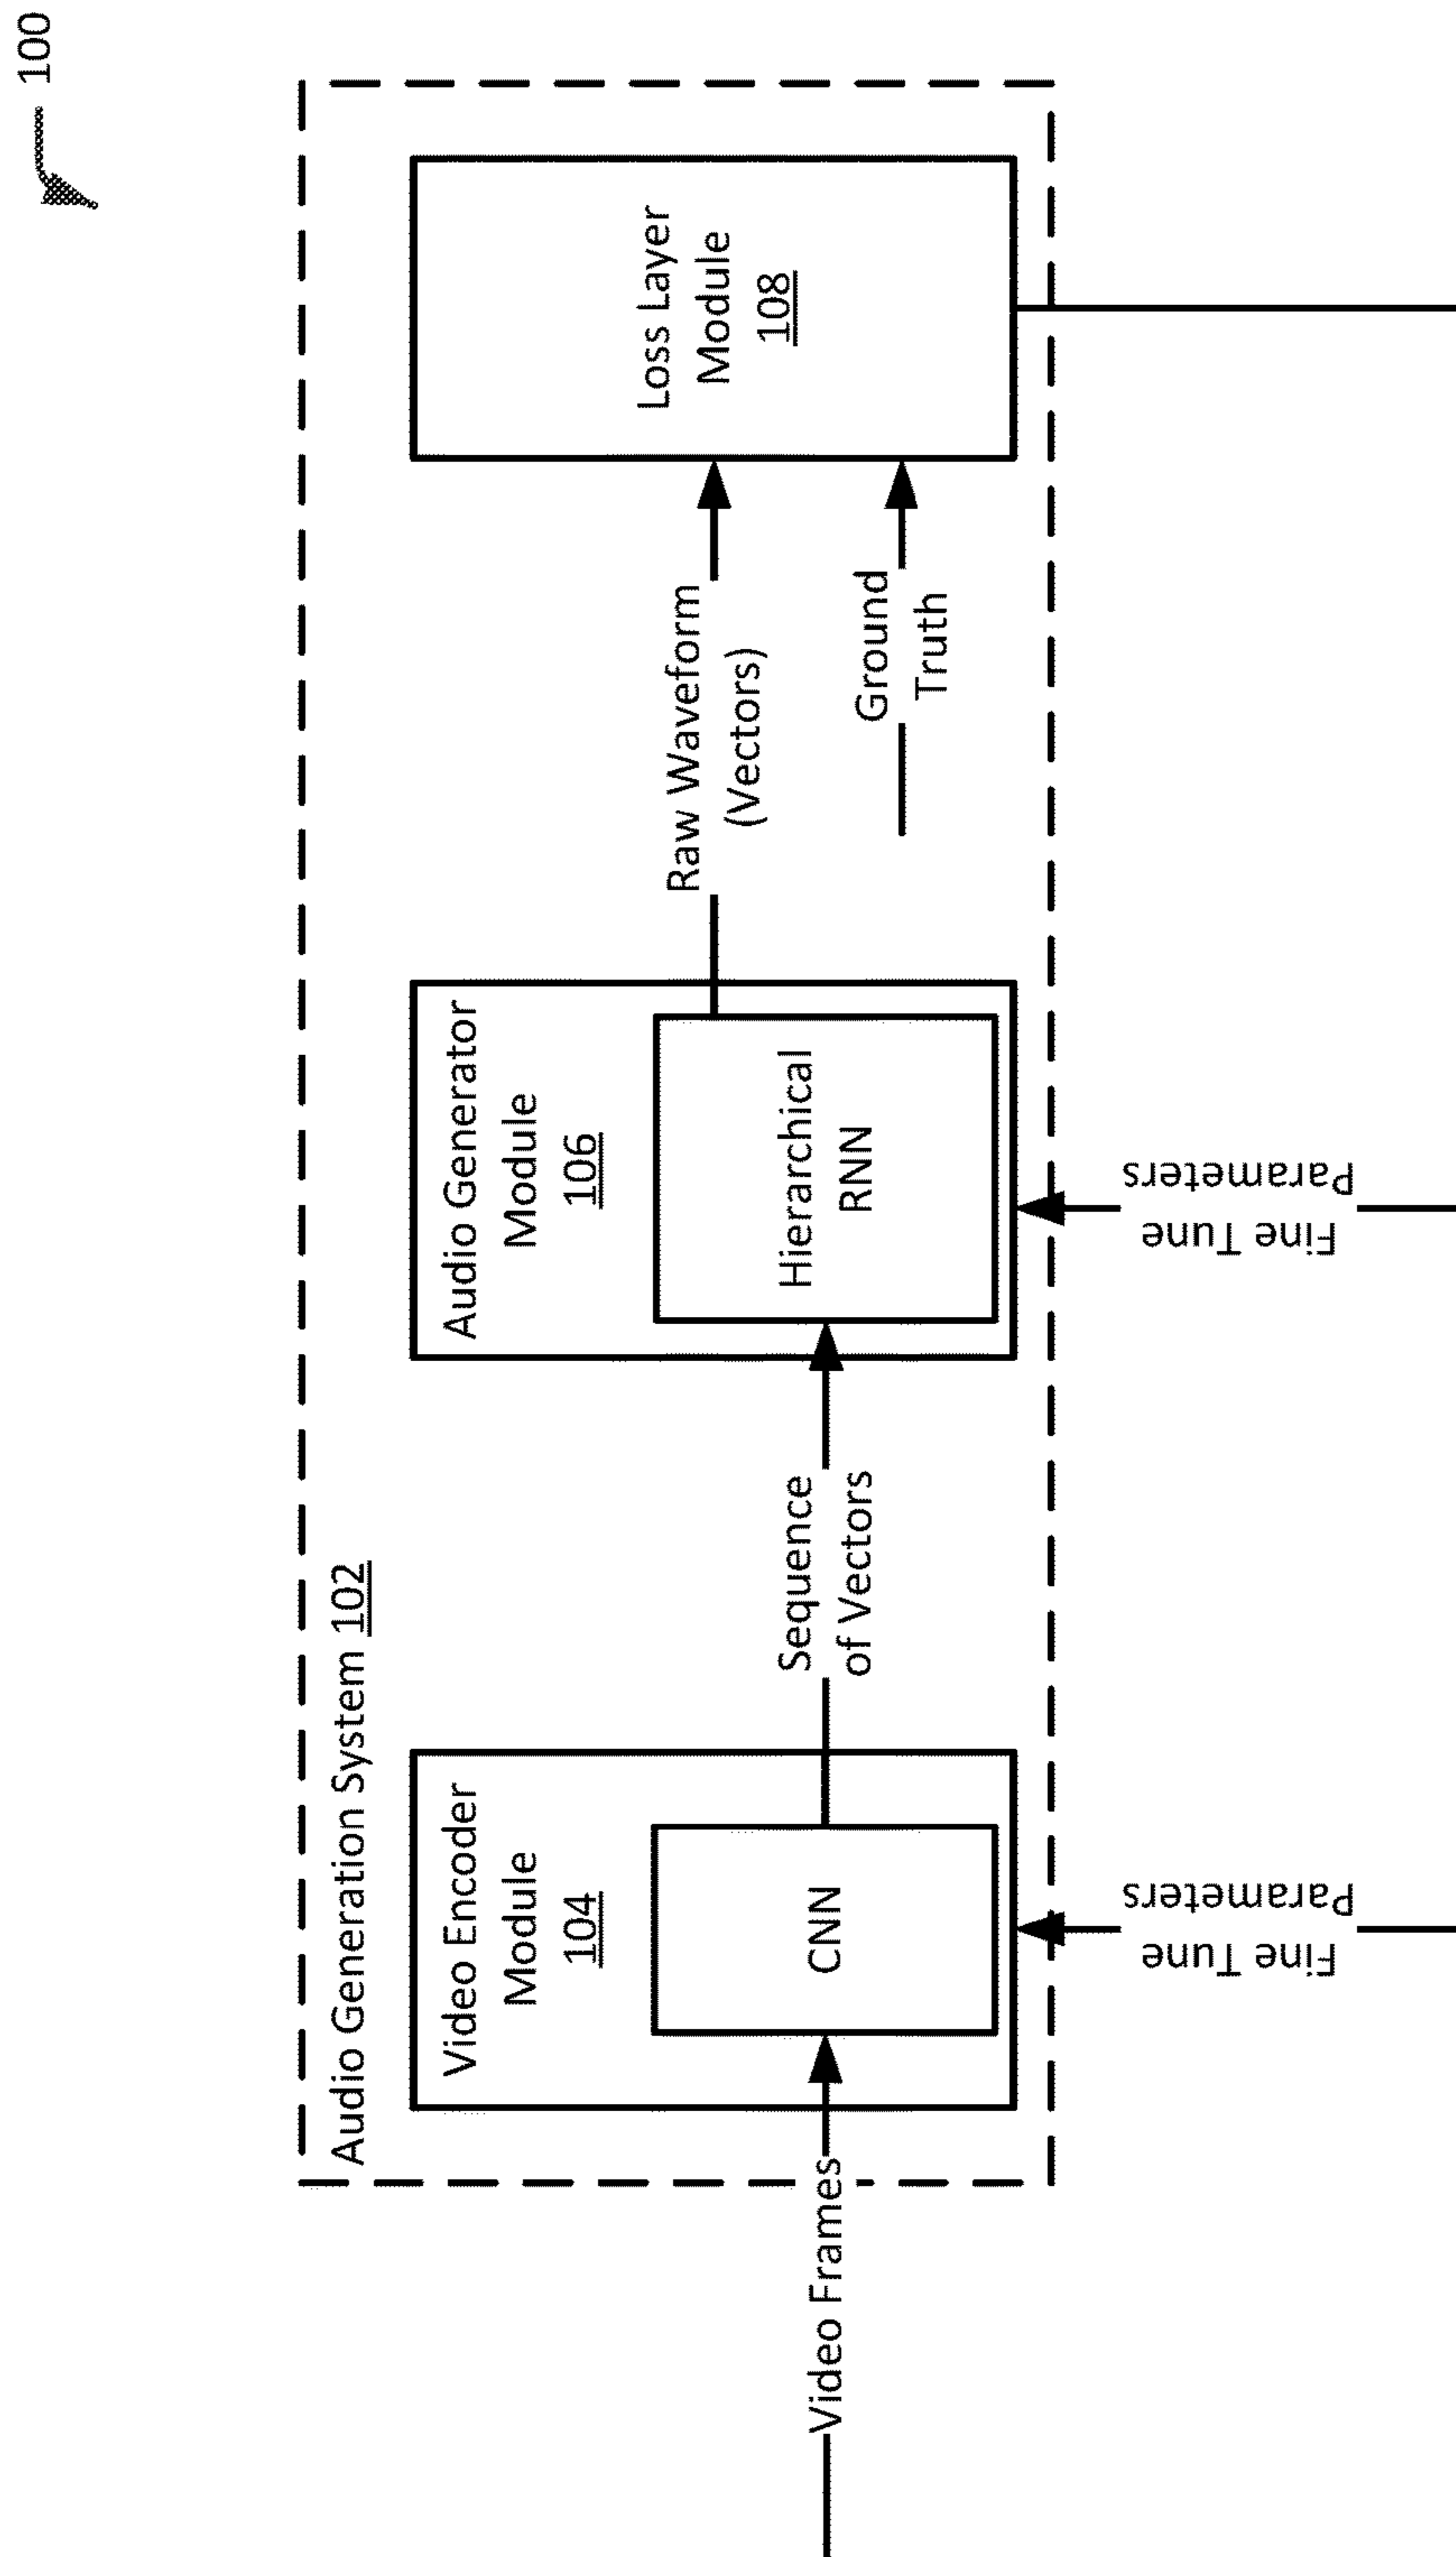 100
Audio Generation System 102
Video Frames
Video Encoder
Module
104
CNN
Sequence
of Vectors
Audio Generator
Module
106
Hierarchical
RNN
Raw Waveform
(Vectors)
Ground
Truth
Loss Layer
Module
108
Fine Tune
Parameters
Fine Tune
Parameters